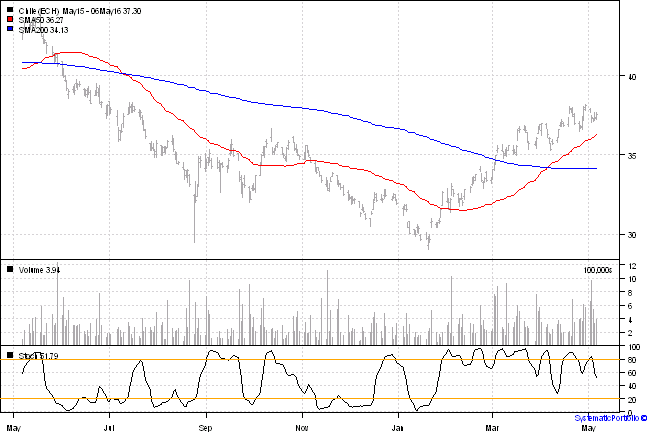 Chile (ECH) May15 - 06May16 37.30
SMA50 36.27
SMA200 34.13
40
35
30
Volume 3.94
100,000s
12
10
8
6
4
2
Stoch 51.79
100
80
60
40
20
0
SystematicPortfolio ©
May Jul Sep Nov Jan Mar May